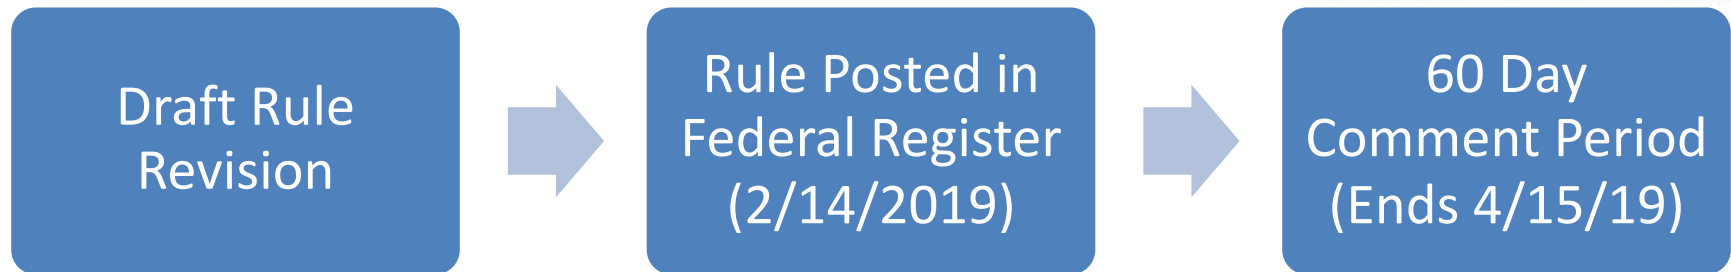 Draft Rule
Revision
Rule Posted in
Federal Register
(2/14/2019)
60 Day
Comment Period
(Ends 4/15/19)